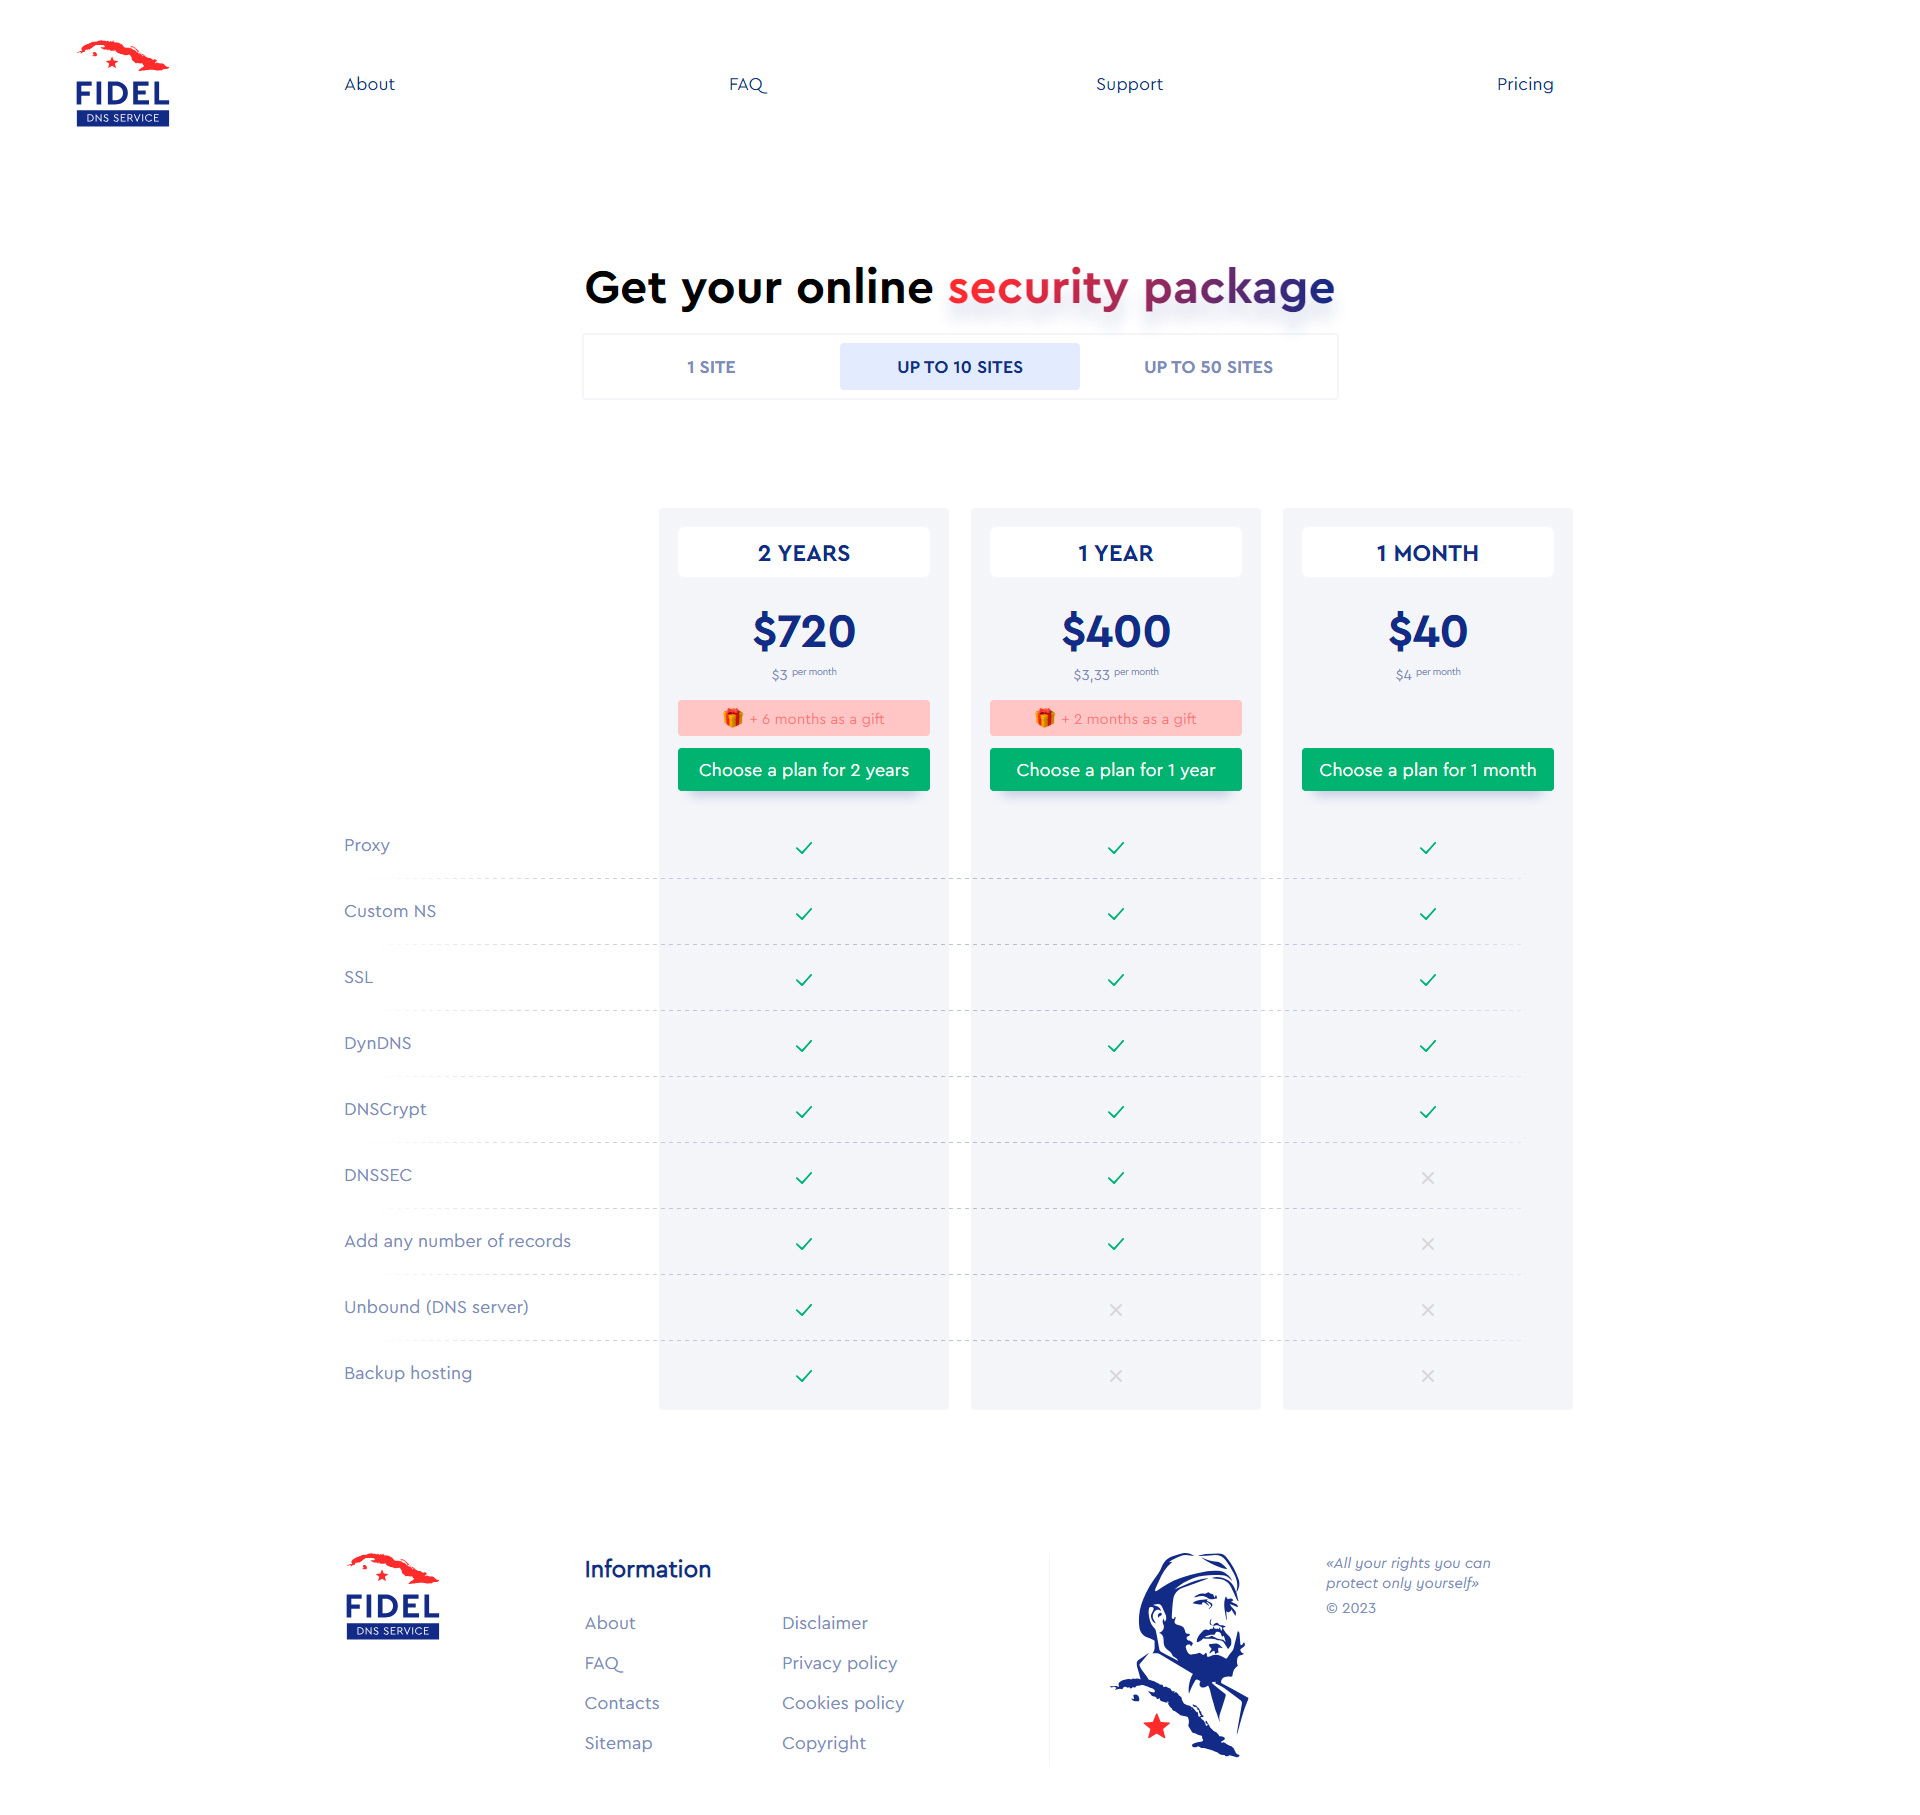 FIDEL
DNS SERVICE
About
FAQ
Support
Pricing
Get your online security package
1 SITE
UP TO 10 SITES
UP TO 50 SITES
2 YEARS
1 YEAR
1 MONTH
$720
$400
$40
$3 per month
$3,33 per month
$4 per month
+ 6 months as a gift
+ 2 months as a gift
Choose a plan for 2 years
Choose a plan for 1 year
Choose a plan for 1 month
Proxy
Custom NS
SSL
DynDNS
DNSCrypt
DNSSEC
Add any number of records
Unbound (DNS server)
Backup hosting
FIDEL
DNS SERVICE
Information
About
FAQ
Contacts
Sitemap
Disclaimer
Privacy policy
Cookies policy
Copyright
«All your rights you can
protect only yourself»
© 2023